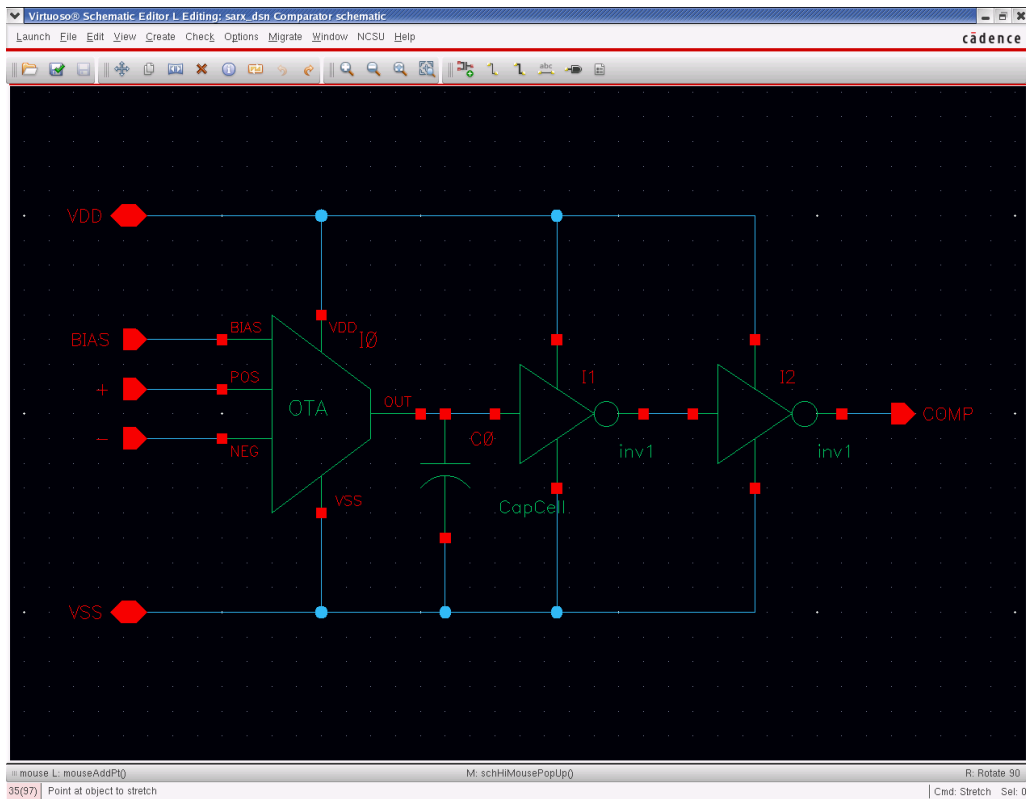 Virtuoso® Schematic Editor L Editing: sarx_dsn Comparator schematic
Launch File Edit View Create Check Options Migrate Window NCSU Help
cādence
abc
VDD
BIAS
BIAS
VDD
I0
+
POS
OTA
OUT
I1
I2
COMP
C0
−
NEG
inv1
inv1
VSS
CapCell
VSS
mouse L: mouseAddPt() M: schHiMousePopUp() R: Rotate 90
35(97) Point at object to stretch Cmd: Stretch Sel: 0